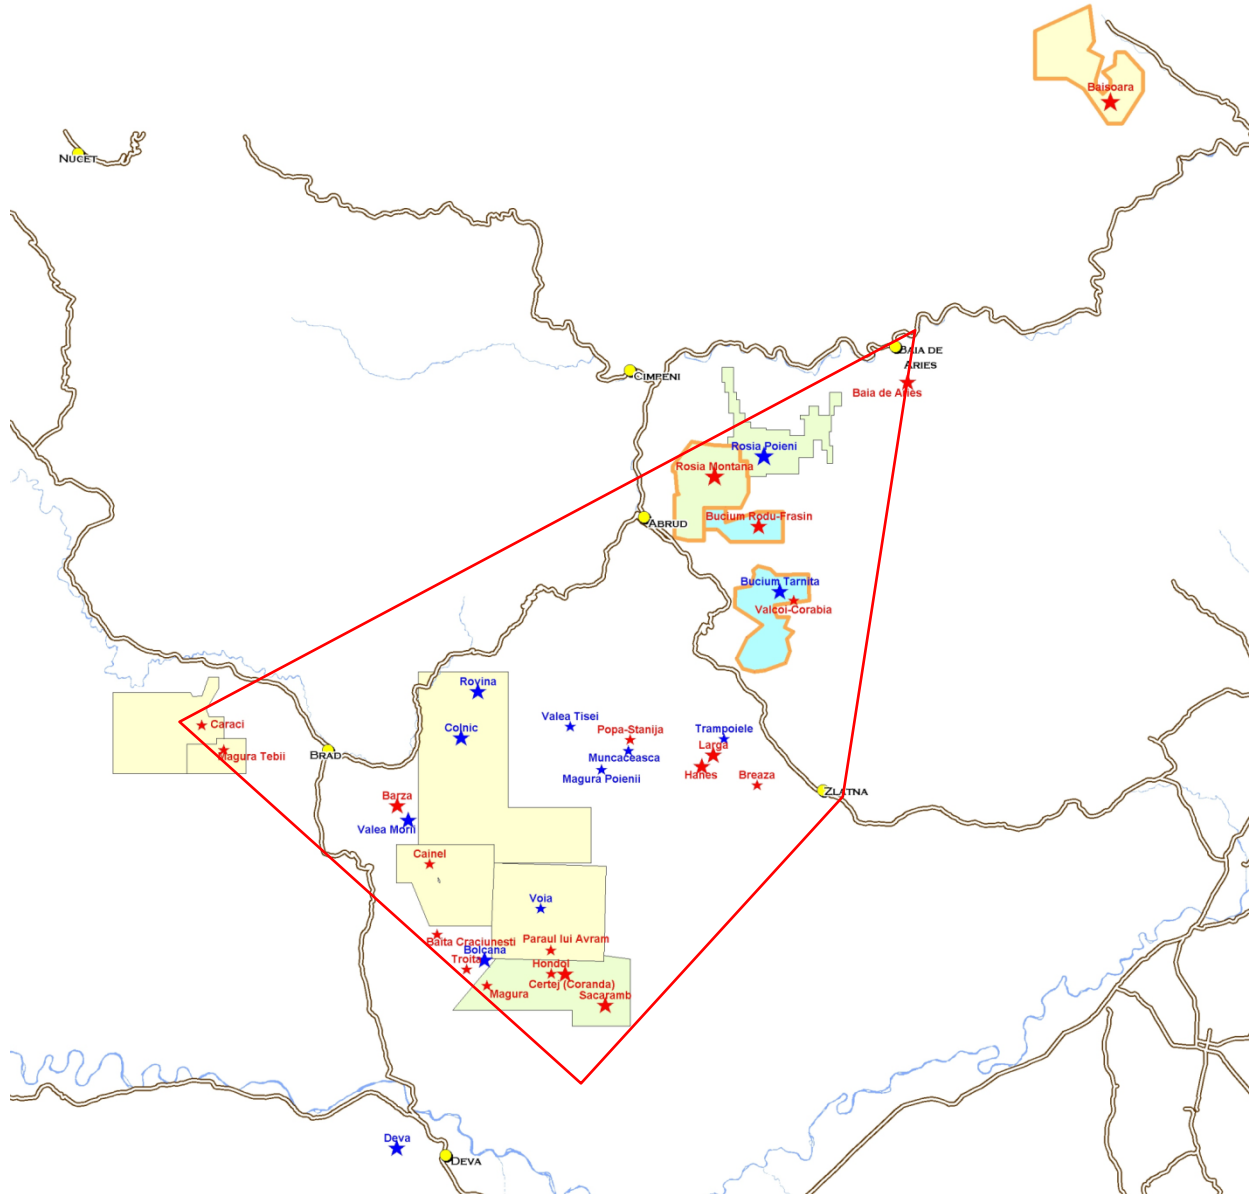 Baisoara
NUCET
BAIA DE
ARIES
CIMPENI
Baia de Aries
Rosia Poieni
Rosia Montana
Bucium Rodu-Frasin
ABRUD
Bucium Tarnita
Valcoi-Corabia
Rovina
Caraci
Colnic
Valea Tisei
Popa-Stanija
Trampoiele
Magura Tebii
BRAD
Muncaceasca
Larga
Magura Poienii
Hanes
Breaza
ZLATNA
Barza
Valea Morii
Cainel
Voia
Baita Craciunesti
Paraul lui Avram
Bolcana
Troita
Hondol
Certej (Coranda)
Magura
Sacaramb
Deva
DEVA